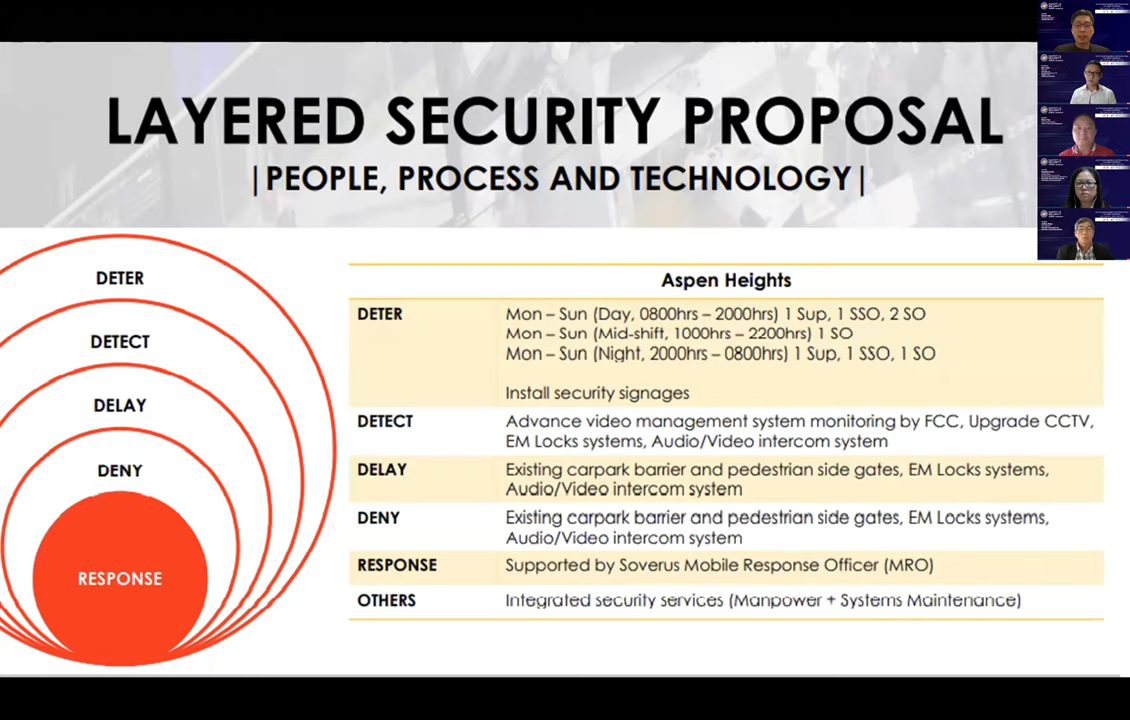 LAYERED SECURITY PROPOSAL
|PEOPLE, PROCESS AND TECHNOLOGY|
DETER
DETECT
DELAY
DENY
RESPONSE
Aspen Heights
DETER
Mon – Sun (Day, 0800hrs – 2000hrs) 1 Sup, 1 SSO, 2 SO
Mon – Sun (Mid-shift, 1000hrs – 2200hrs) 1 SO
Mon – Sun (Night, 2000hrs – 0800hrs) 1 Sup, 1 SSO, 1 SO
Install security signages
DETECT
Advance video management system monitoring by FCC, Upgrade CCTV,
EM Locks systems, Audio/Video intercom system
DELAY
Existing carpark barrier and pedestrian side gates, EM Locks systems,
Audio/Video intercom system
DENY
Existing carpark barrier and pedestrian side gates, EM Locks systems,
Audio/Video intercom system
RESPONSE
Supported by Soverus Mobile Response Officer (MRO)
OTHERS
Integrated security services (Manpower + Systems Maintenance)